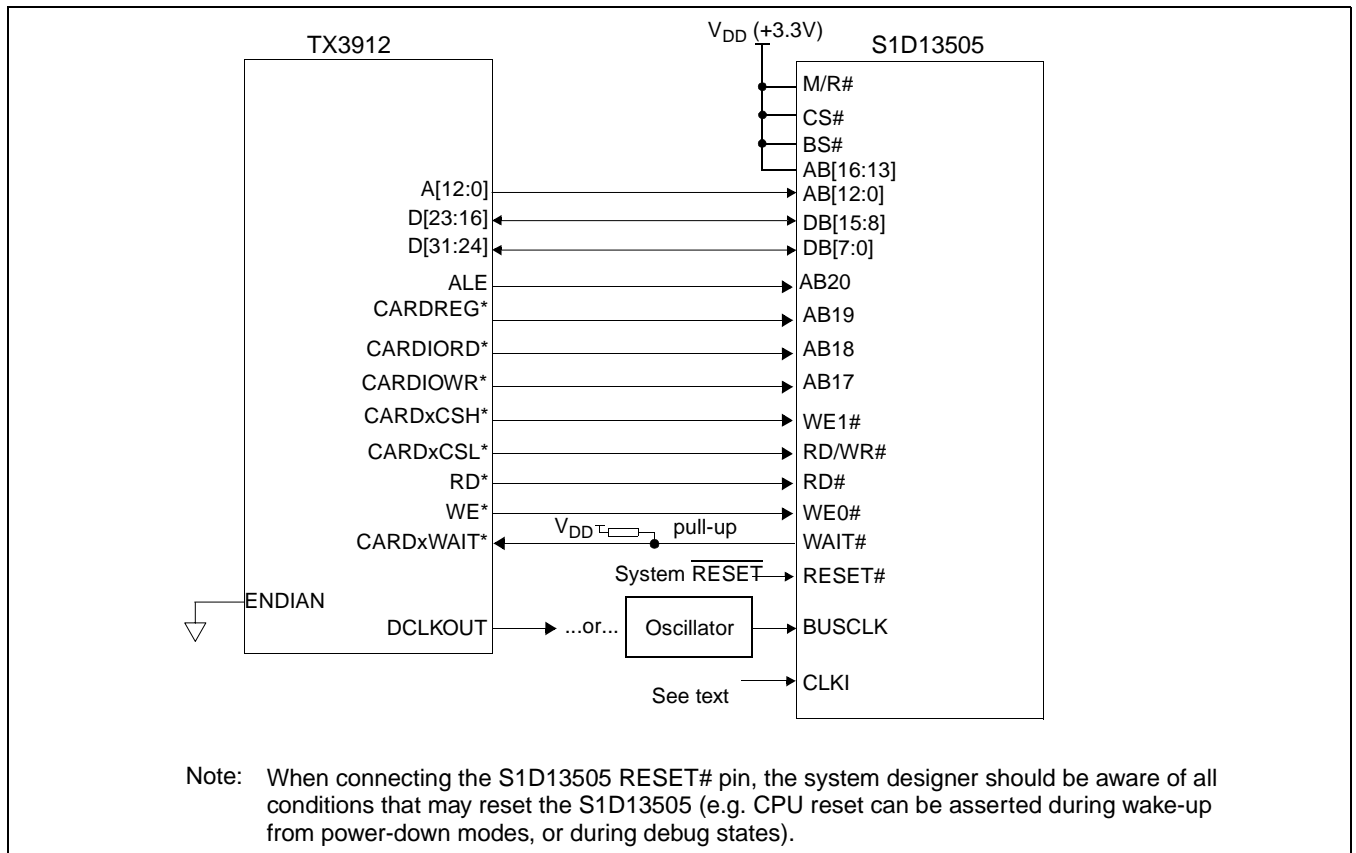 V_DD (+3.3V)
TX3912
S1D13505
M/R#
CS#
BS#
AB[16:13]
A[12:0]
AB[12:0]
D[23:16]
DB[15:8]
D[31:24]
DB[7:0]
ALE
AB20
CARDREG*
AB19
CARDIORD*
AB18
CARDIOWR*
AB17
CARDxCSH*
WE1#
CARDxCSL*
RD/WR#
RD*
RD#
WE*
WE0#
V_DD
pull-up
CARDxWAIT*
WAIT#
System RESET
RESET#
ENDIAN
DCLKOUT
...or...
Oscillator
BUSCLK
See text
CLKI
Note: When connecting the S1D13505 RESET# pin, the system designer should be aware of all
conditions that may reset the S1D13505 (e.g. CPU reset can be asserted during wake-up
from power-down modes, or during debug states).